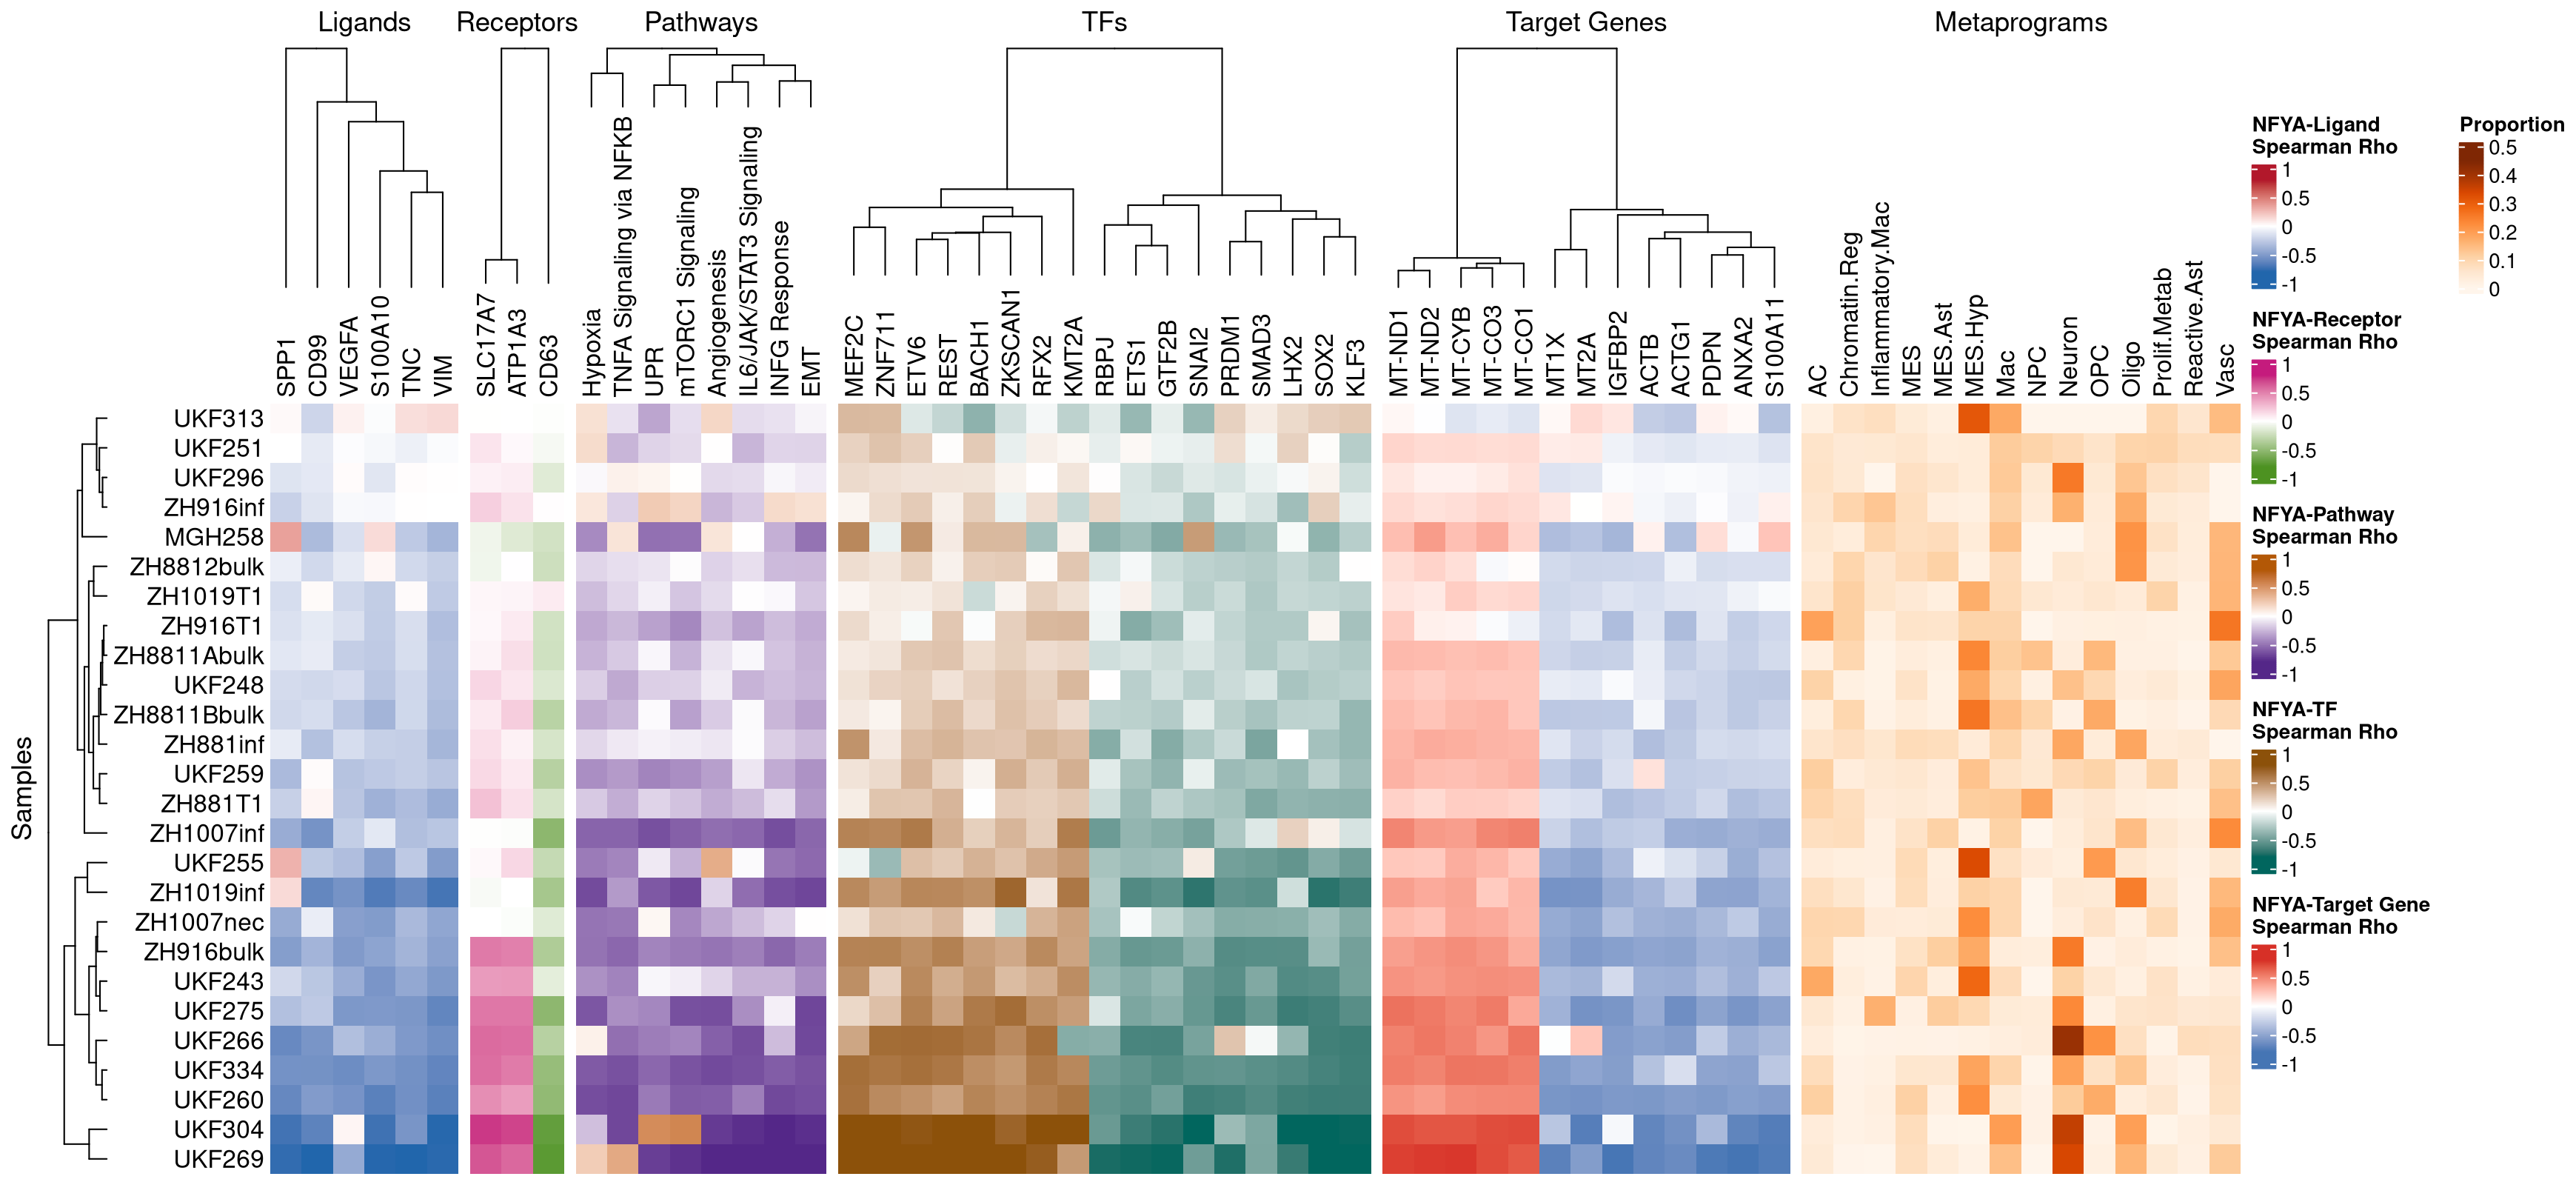 Ligands Receptors Pathways TFs Target Genes Metaprograms
SPP1
CD99
VEGFA
S100A10
TNC
VIM
SLC17A7
ATP1A3
CD63
Hypoxia
TNFA Signaling via NFKB
UPR
mTORC1 Signaling
Angiogenesis
IL6/JAK/STAT3 Signaling
INFG Response
EMT
MEF2C
ZNF711
ETV6
REST
BACH1
ZKSCAN1
RFX2
KMT2A
RBPJ
ETS1
GTF2B
SNAI2
PRDM1
SMAD3
LHX2
SOX2
KLF3
MT-ND1
MT-ND2
MT-CYB
MT-CO3
MT-CO1
MT1X
MT2A
IGFBP2
ACTB
ACTG1
PDPN
ANXA2
S100A11
AC
Chromatin.Reg
Inflammatory.Mac
MES
MES.Ast
MES.Hyp
Mac
NPC
Neuron
OPC
Oligo
Prolif.Metab
Reactive.Ast
Vasc
Samples
UKF313
UKF251
UKF296
ZH916inf
MGH258
ZH8812bulk
ZH1019T1
ZH916T1
ZH8811Abulk
UKF248
ZH8811Bbulk
ZH881inf
UKF259
ZH881T1
ZH1007inf
UKF255
ZH1019inf
ZH1007nec
ZH916bulk
UKF243
UKF275
UKF266
UKF334
UKF260
UKF304
UKF269
NFYA-Ligand
Spearman Rho
1
0.5
0
-0.5
-1
NFYA-Receptor
Spearman Rho
1
0.5
0
-0.5
-1
NFYA-Pathway
Spearman Rho
1
0.5
0
-0.5
-1
NFYA-TF
Spearman Rho
1
0.5
0
-0.5
-1
NFYA-Target Gene
Spearman Rho
1
0.5
0
-0.5
-1
Proportion
0.5
0.4
0.3
0.2
0.1
0